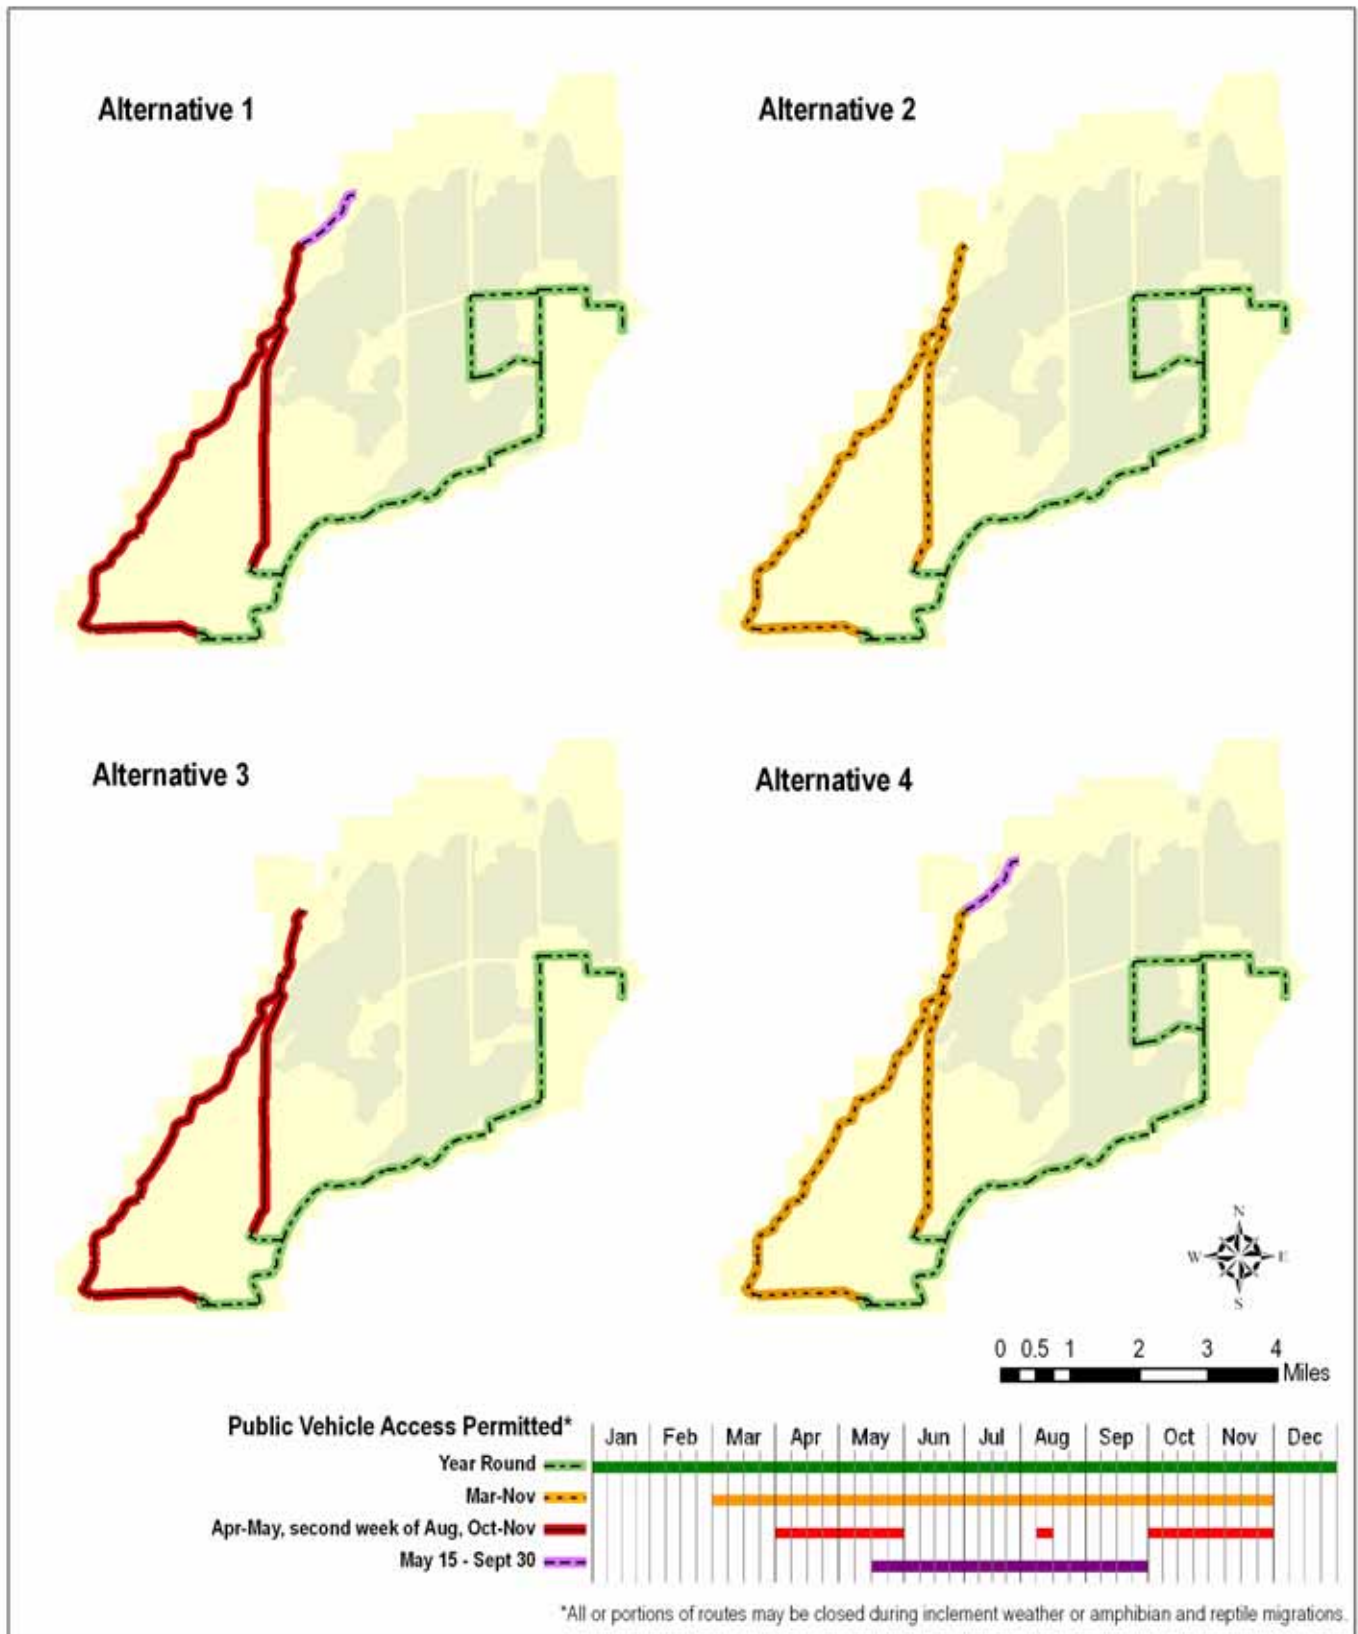 Alternative 1
Alternative 2
Alternative 3
Alternative 4
N
W E
S
0 0.5 1 2 3 4
Miles
Public Vehicle Access Permitted*
Jan Feb Mar Apr May Jun Jul Aug Sep Oct Nov Dec
Year Round
Mar-Nov
Apr-May, second week of Aug, Oct-Nov
May 15 - Sept 30
*All or portions of routes may be closed during inclement weather or amphibian and reptile migrations.